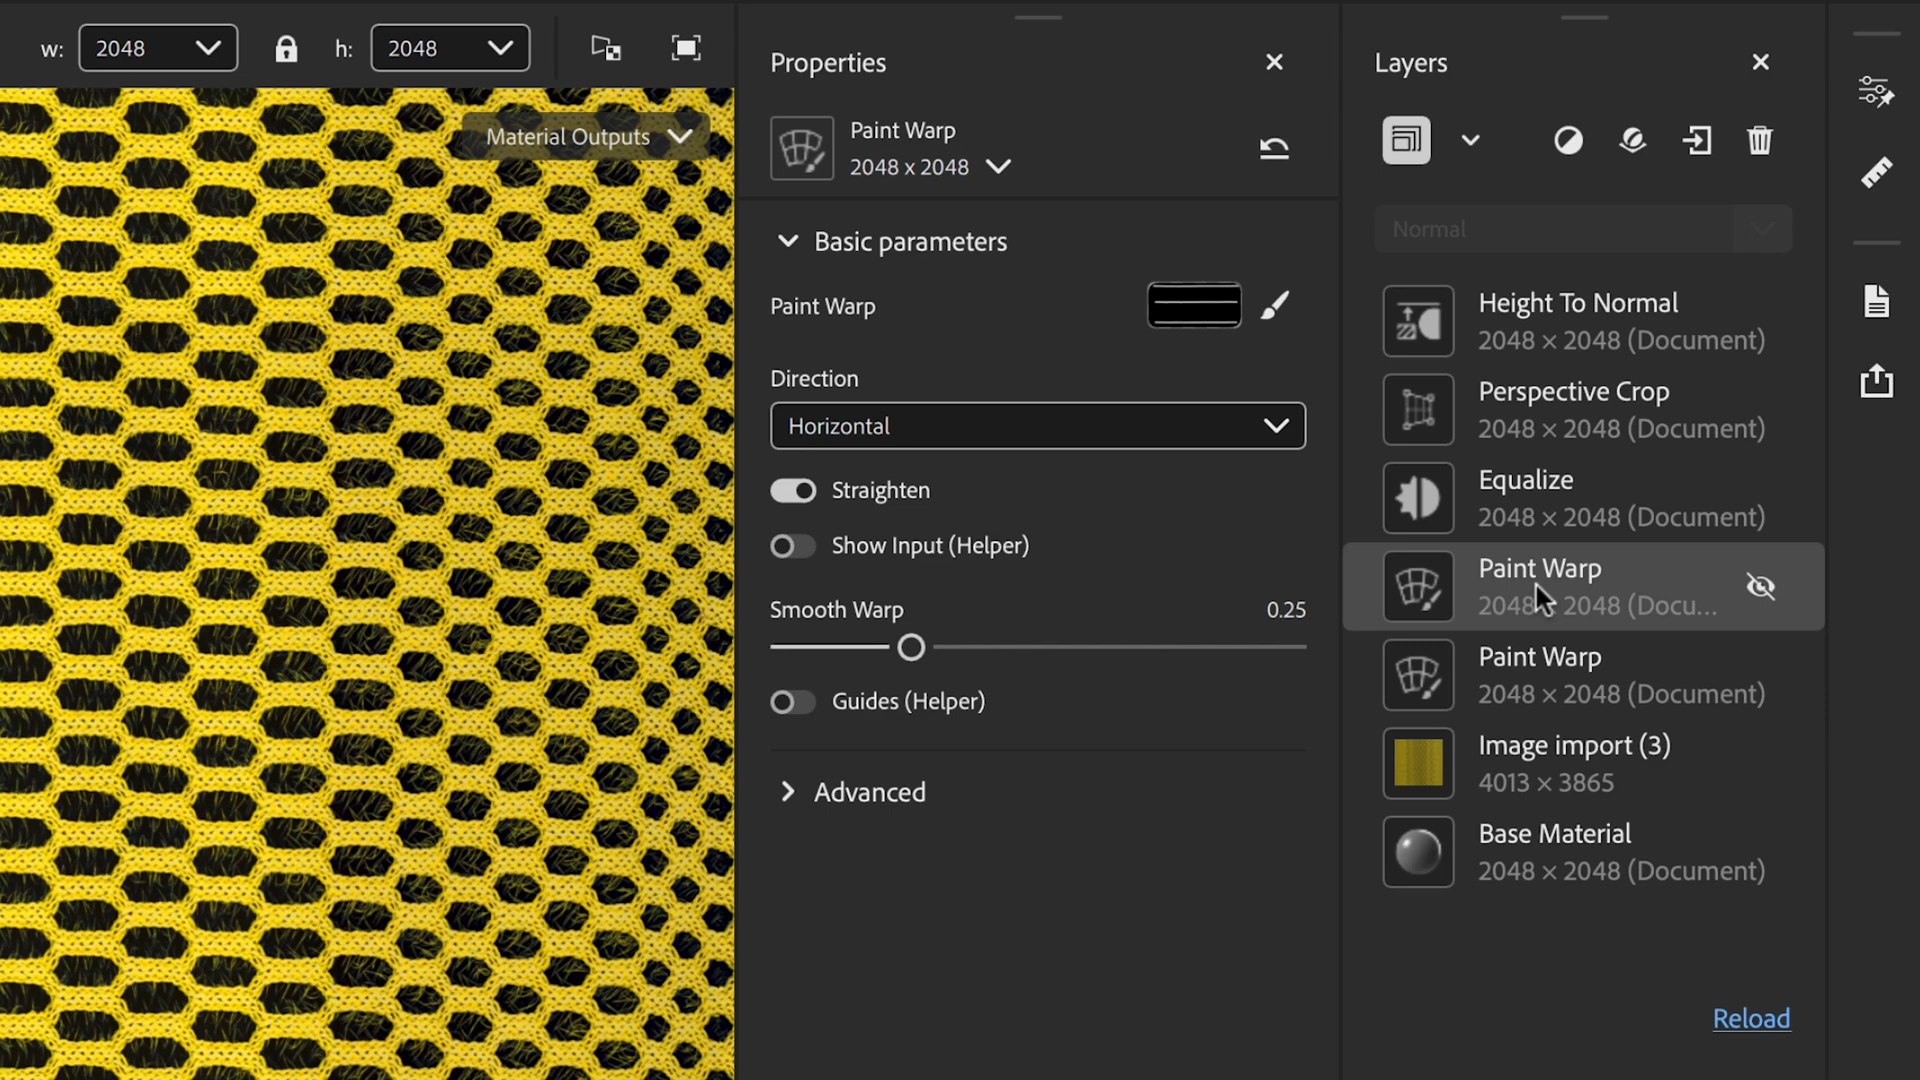 w: 2048 h: 2048
Material Outputs
Properties
Paint Warp
2048 x 2048
Basic parameters
Paint Warp
Direction
Horizontal
Straighten
Show Input (Helper)
Smooth Warp 0.25
Guides (Helper)
Advanced
Layers
Normal
Height To Normal
2048 × 2048 (Document)
Perspective Crop
2048 × 2048 (Document)
Equalize
2048 × 2048 (Document)
Paint Warp
2048 × 2048 (Docu...
Paint Warp
2048 × 2048 (Document)
Image import (3)
4013 × 3865
Base Material
2048 × 2048 (Document)
Reload